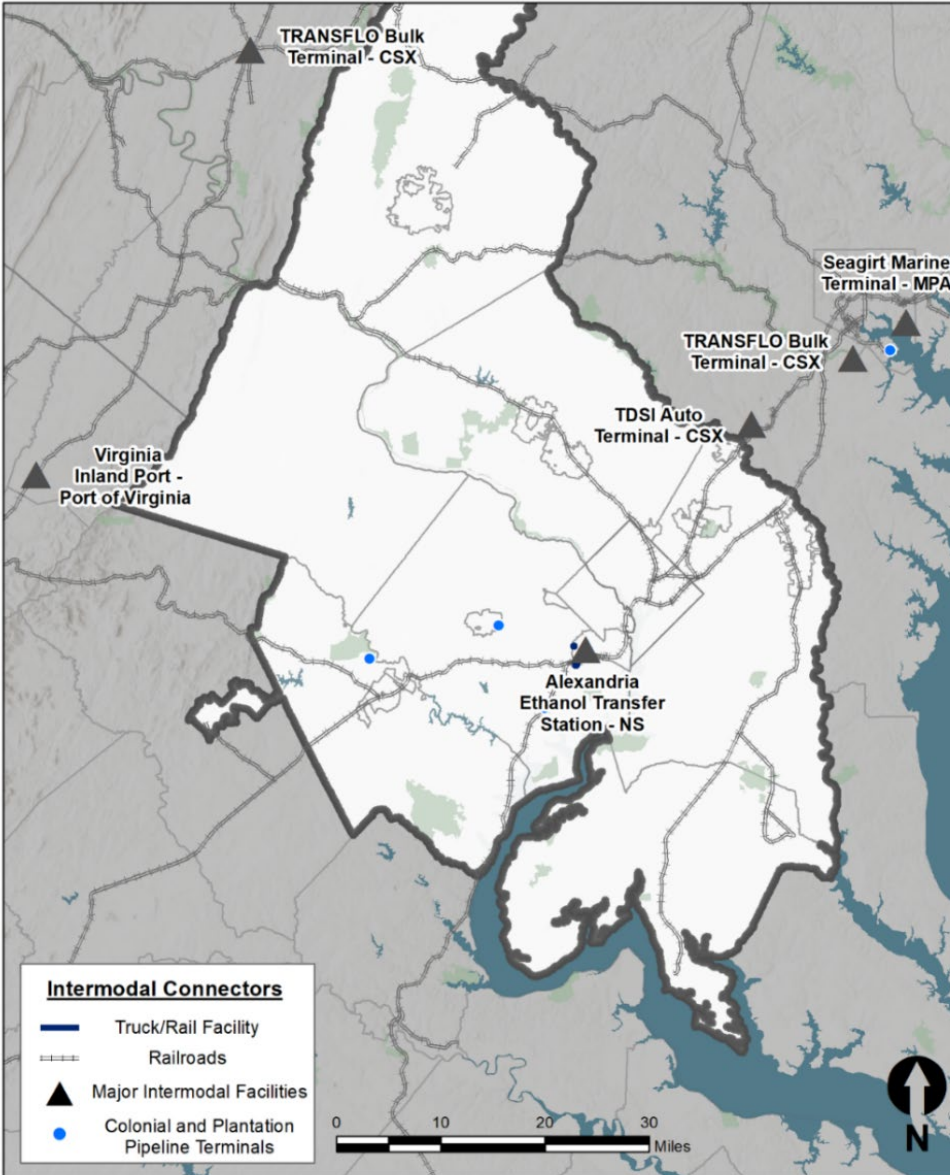 TRANSFLO Bulk
Terminal - CSX
Seagirt Marine
Terminal - MPA
TRANSFLO Bulk
Terminal - CSX
TDSI Auto
Terminal - CSX
Virginia
Inland Port -
Port of Virginia
Alexandria
Ethanol Transfer
Station - NS
Intermodal Connectors
Truck/Rail Facility
Railroads
Major Intermodal Facilities
Colonial and Plantation
Pipeline Terminals
0 10 20 30
Miles
N